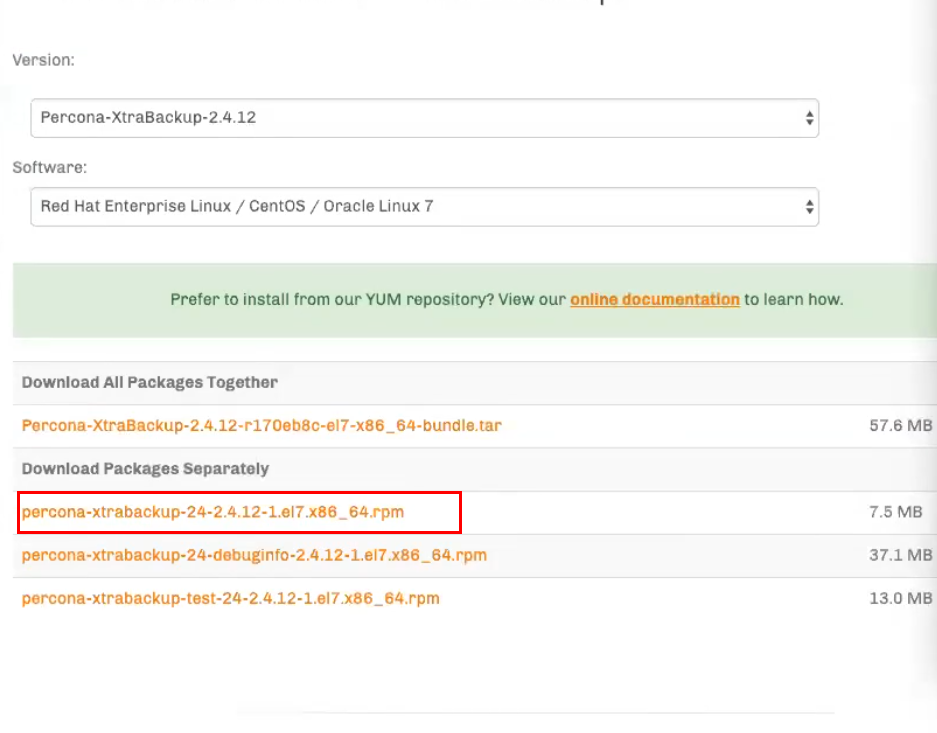 Version:
Percona-XtraBackup-2.4.12
Software:
Red Hat Enterprise Linux / CentOS / Oracle Linux 7
Prefer to install from our YUM repository? View our online documentation to learn how.
Download All Packages Together
Percona-XtraBackup-2.4.12-r170eb8c-el7-x86_64-bundle.tar 57.6 MB
Download Packages Separately
percona-xtrabackup-24-2.4.12-1.el7.x86_64.rpm 7.5 MB
percona-xtrabackup-24-debuginfo-2.4.12-1.el7.x86_64.rpm 37.1 MB
percona-xtrabackup-test-24-2.4.12-1.el7.x86_64.rpm 13.0 MB